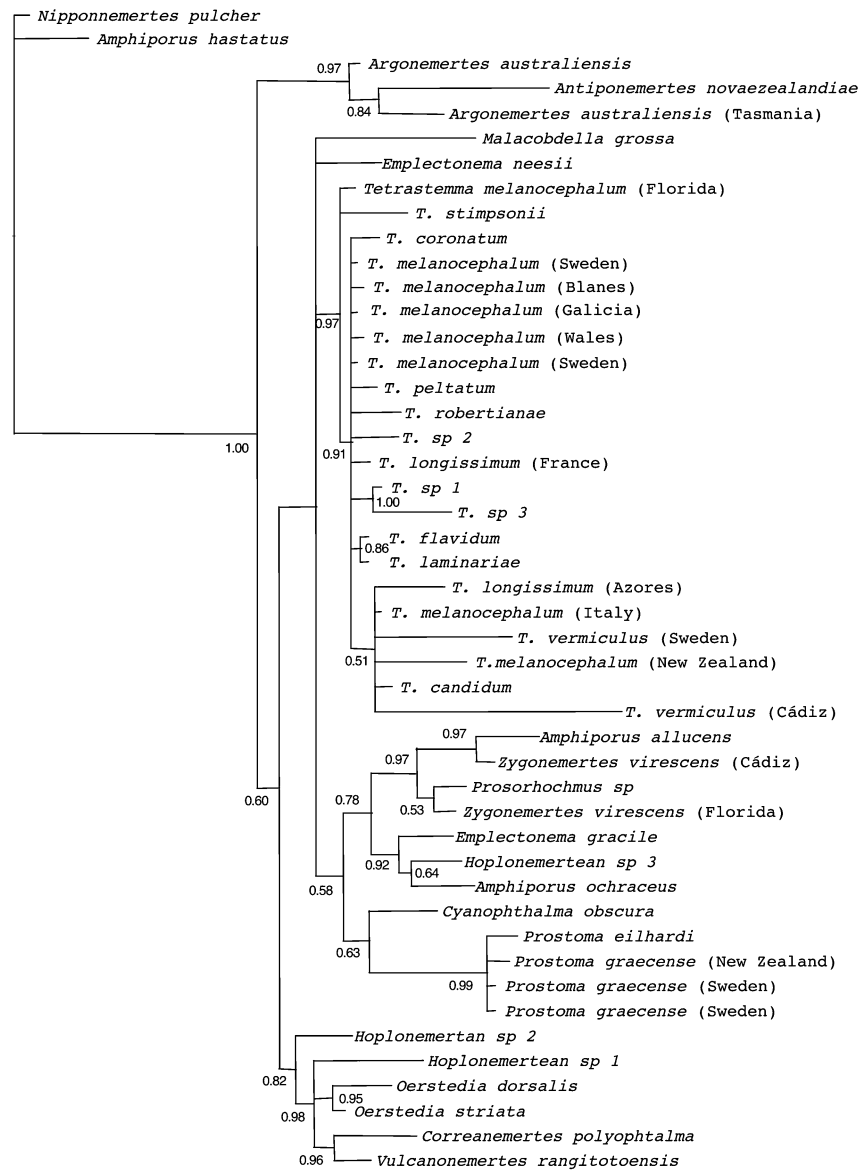 Nipponnemertes pulcher
Amphiporus hastatus
0.97
Argonemertes australiensis
Antiponemertes novaezealandiae
0.84
Argonemertes australiensis (Tasmania)
Malacobdella grossa
Emplectonema neesii
Tetrastemma melanocephalum (Florida)
T. stimpsonii
T. coronatum
T. melanocephalum (Sweden)
T. melanocephalum (Blanes)
T. melanocephalum (Galicia)
0.97
T. melanocephalum (Wales)
T. melanocephalum (Sweden)
T. peltatum
T. robertianae
T. sp 2
1.00
0.91
T. longissimum (France)
T. sp 1
1.00
T. sp 3
T. flavidum
0.86
T. laminariae
T. longissimum (Azores)
T. melanocephalum (Italy)
T. vermiculus (Sweden)
0.51
T.melanocephalum (New Zealand)
T. candidum
T. vermiculus (Cádiz)
0.97
Amphiporus allucens
0.97
Zygonemertes virescens (Cádiz)
Prosorhochmus sp
0.60
0.78
0.53
Zygonemertes virescens (Florida)
Emplectonema gracile
0.92
Hoplonemertean sp 3
0.64
0.58
Amphiporus ochraceus
Cyanophthalma obscura
Prostoma eilhardi
0.63
Prostoma graecense (New Zealand)
0.99
Prostoma graecense (Sweden)
Prostoma graecense (Sweden)
Hoplonemertan sp 2
Hoplonemertean sp 1
0.82
Oerstedia dorsalis
0.95
0.98
Oerstedia striata
Correanemertes polyophtalma
0.96
Vulcanonemertes rangitotoensis